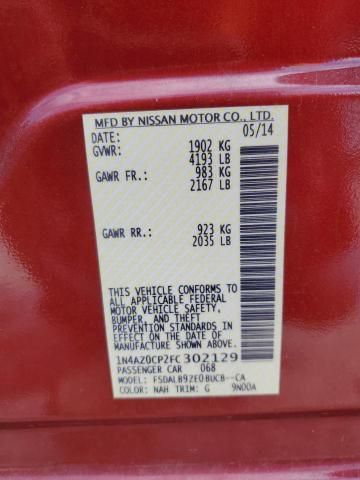 MFD BY NISSAN MOTOR CO., LTD.
DATE: 05/14
GVWR: 1902 KG
4193 LB
GAWR FR.: 983 KG
2167 LB
GAWR RR.: 923 KG
2035 LB
THIS VEHICLE CONFORMS TO
ALL APPLICABLE FEDERAL
MOTOR VEHICLE SAFETY,
BUMPER, AND THEFT
PREVENTION STANDARDS IN
EFFECT ON THE DATE OF
MANUFACTURE SHOWN ABOVE.
1N4AZ0CP2FC302129
PASSENGER CAR 068
MODEL: FSDALB9ZE0BUCB--CA
COLOR: NAH TRIM: G 9N00A